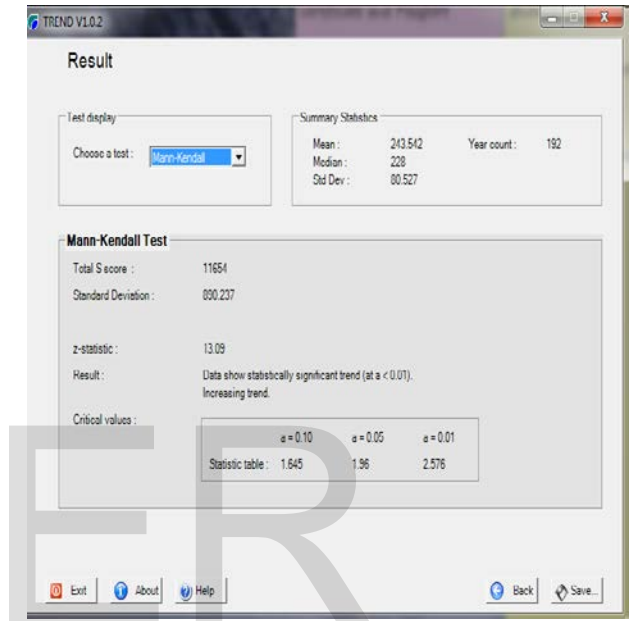 TREND V1.0.2
Result
Test display
Choose a test : Mann-Kendall
Summary Statistics
Mean : 243.542 Year count : 192
Median : 228
Std Dev : 80.527
Mann-Kendall Test
Total S score : 11654
Standard Deviation : 890.237
z-statistic : 13.09
Result : Data show statistically significant trend (at a < 0.01).
Increasing trend.
Critical values :
a = 0.10 a = 0.05 a = 0.01
Statistic table : 1.645 1.96 2.576
ER
Exit About Help Back Save...